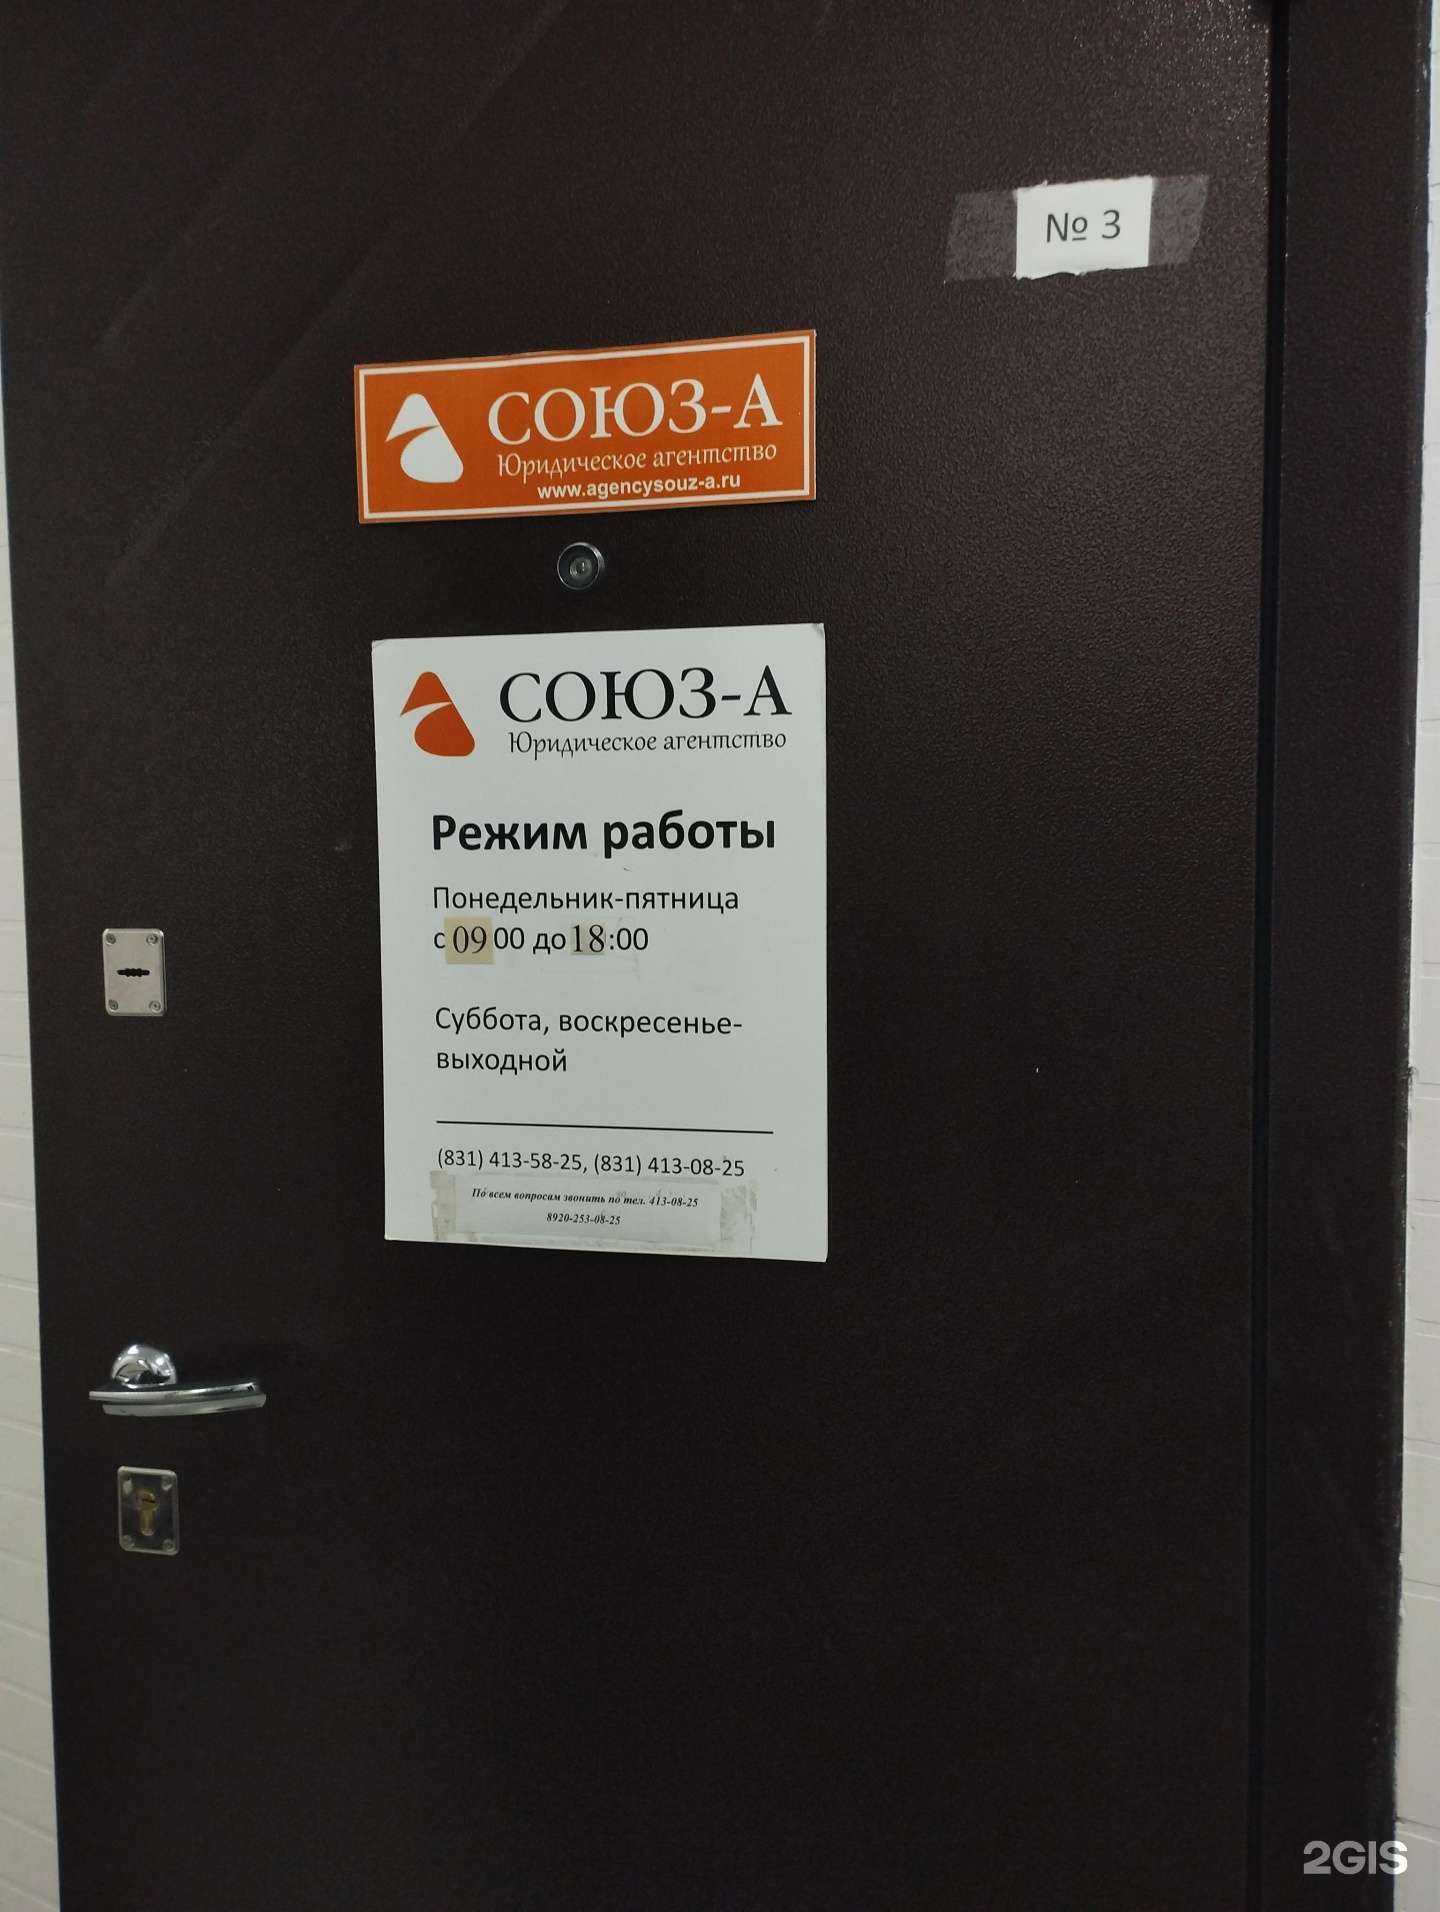 № 3
СОЮЗ-А
Юридическое агентство
www.agencysouz-a.ru
СОЮЗ-А
Юридическое агентство
Режим работы
Понедельник-пятница
с 09 00 до 18:00
Суббота, воскресенье-
выходной
(831) 413-58-25, (831) 413-08-25
По всем вопросам звонить по тел. 413-08-25
8920-253-08-25
2GIS